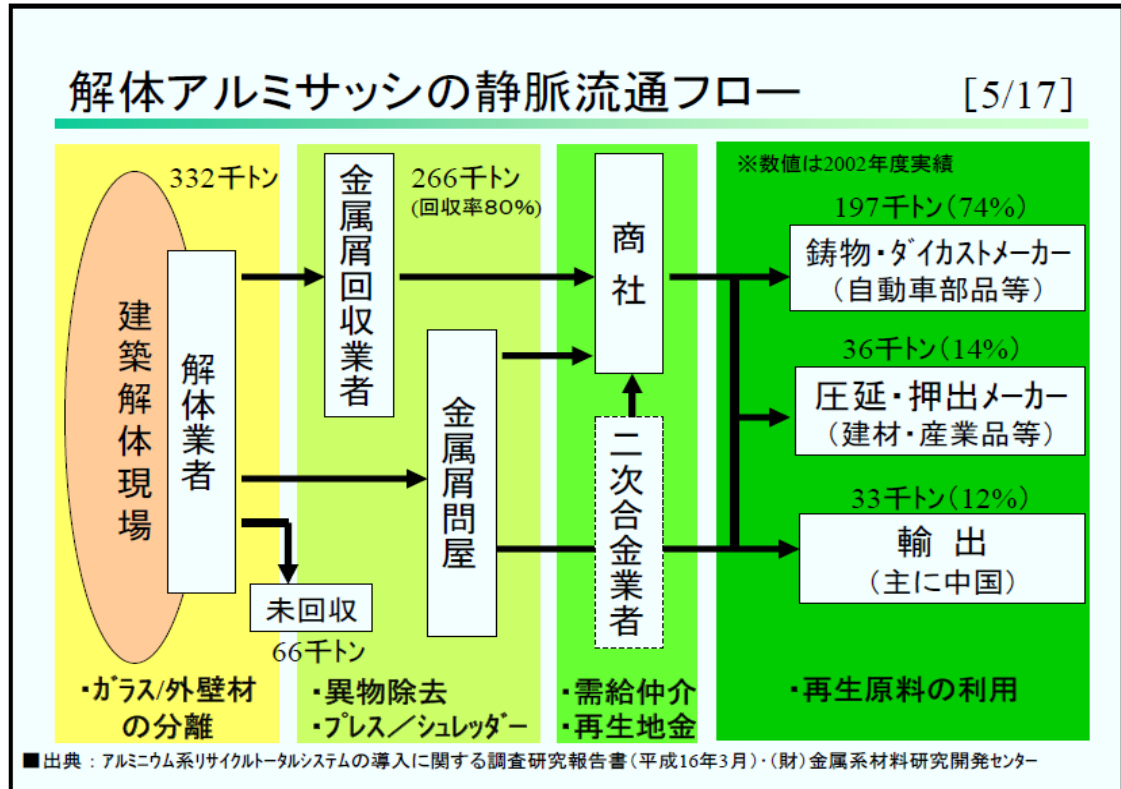 解体アルミサッシの静脈流通フロー
[5/17]
332千トン
建築解体現場
解体業者
未回収
66千トン
・ガラス/外壁材
の分離
金属屑回収業者
266千トン
(回収率80%)
金属屑問屋
・異物除去
・プレス/シュレッダー
商社
二次合金業者
・需給仲介
・再生地金
※数値は2002年度実績
197千トン(74%)
鋳物・ダイカストメーカー
(自動車部品等)
36千トン(14%)
圧延・押出メーカー
(建材・産業品等)
33千トン(12%)
輸 出
(主に中国)
・再生原料の利用
■出典:アルミニウム系リサイクルトータルシステムの導入に関する調査研究報告書(平成16年3月)・(財)金属系材料研究開発センター